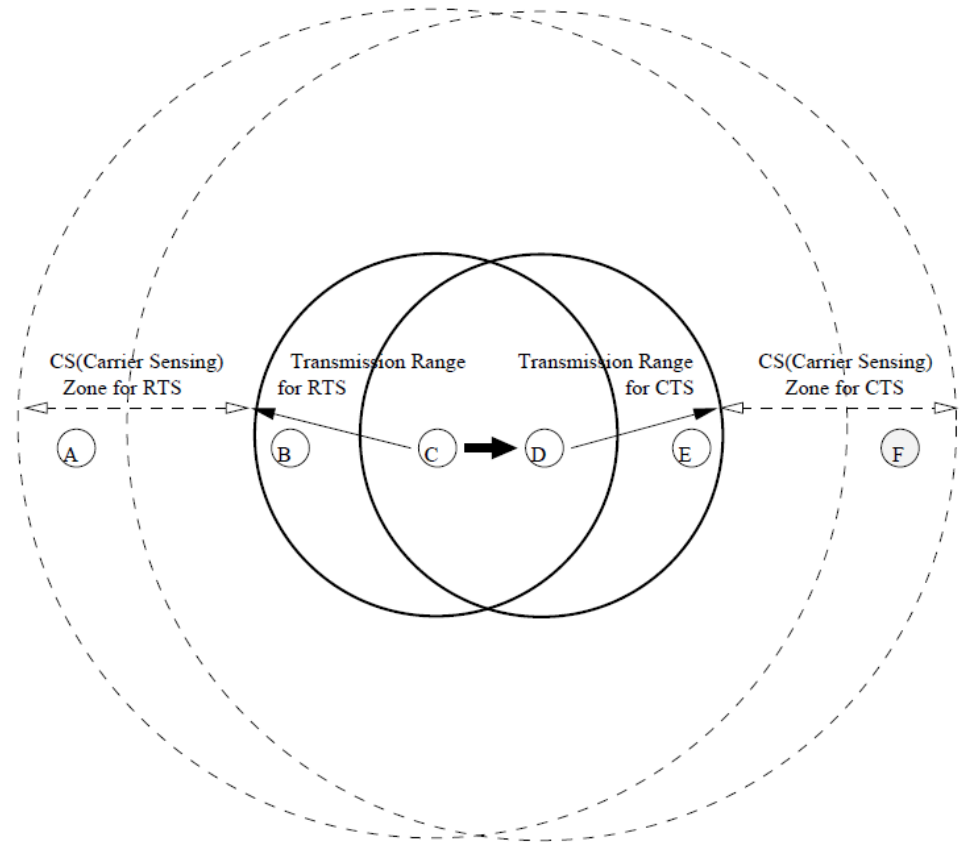 CS(Carrier Sensing)
Zone for RTS
Transmission Range
for RTS
Transmission Range
for CTS
CS(Carrier Sensing)
Zone for CTS
A
B
C
D
E
F